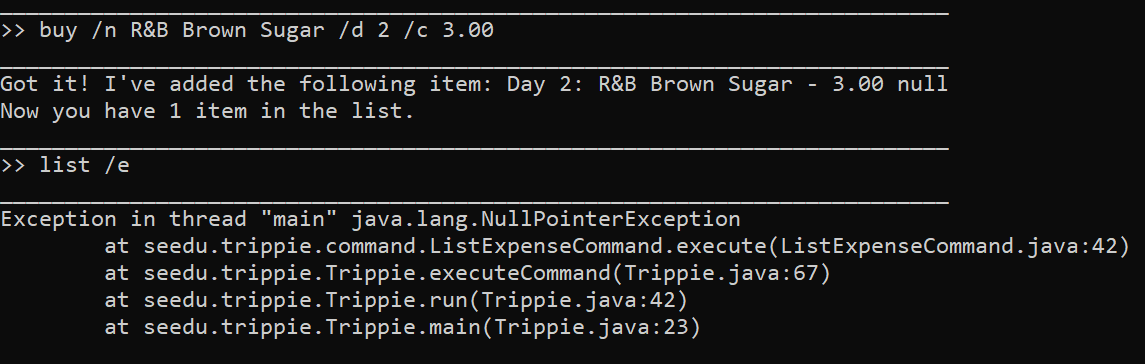 >> buy /n R&B Brown Sugar /d 2 /c 3.00
Got it! I've added the following item: Day 2: R&B Brown Sugar - 3.00 null
Now you have 1 item in the list.
>> list /e
Exception in thread "main" java.lang.NullPointerException
at seedu.trippie.command.ListExpenseCommand.execute(ListExpenseCommand.java:42)
at seedu.trippie.Trippie.executeCommand(Trippie.java:67)
at seedu.trippie.Trippie.run(Trippie.java:42)
at seedu.trippie.Trippie.main(Trippie.java:23)